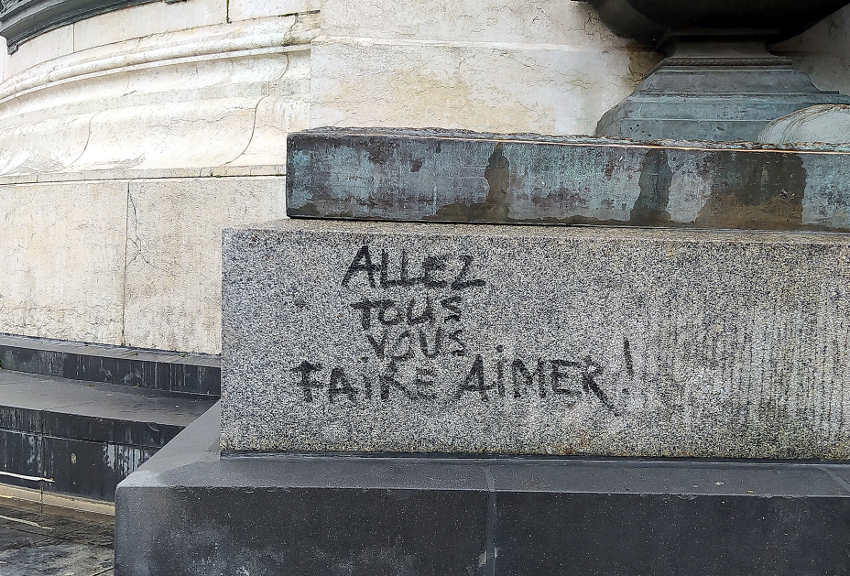 ALLEZ
TOUS
VOUS
FAIRE AIMER !